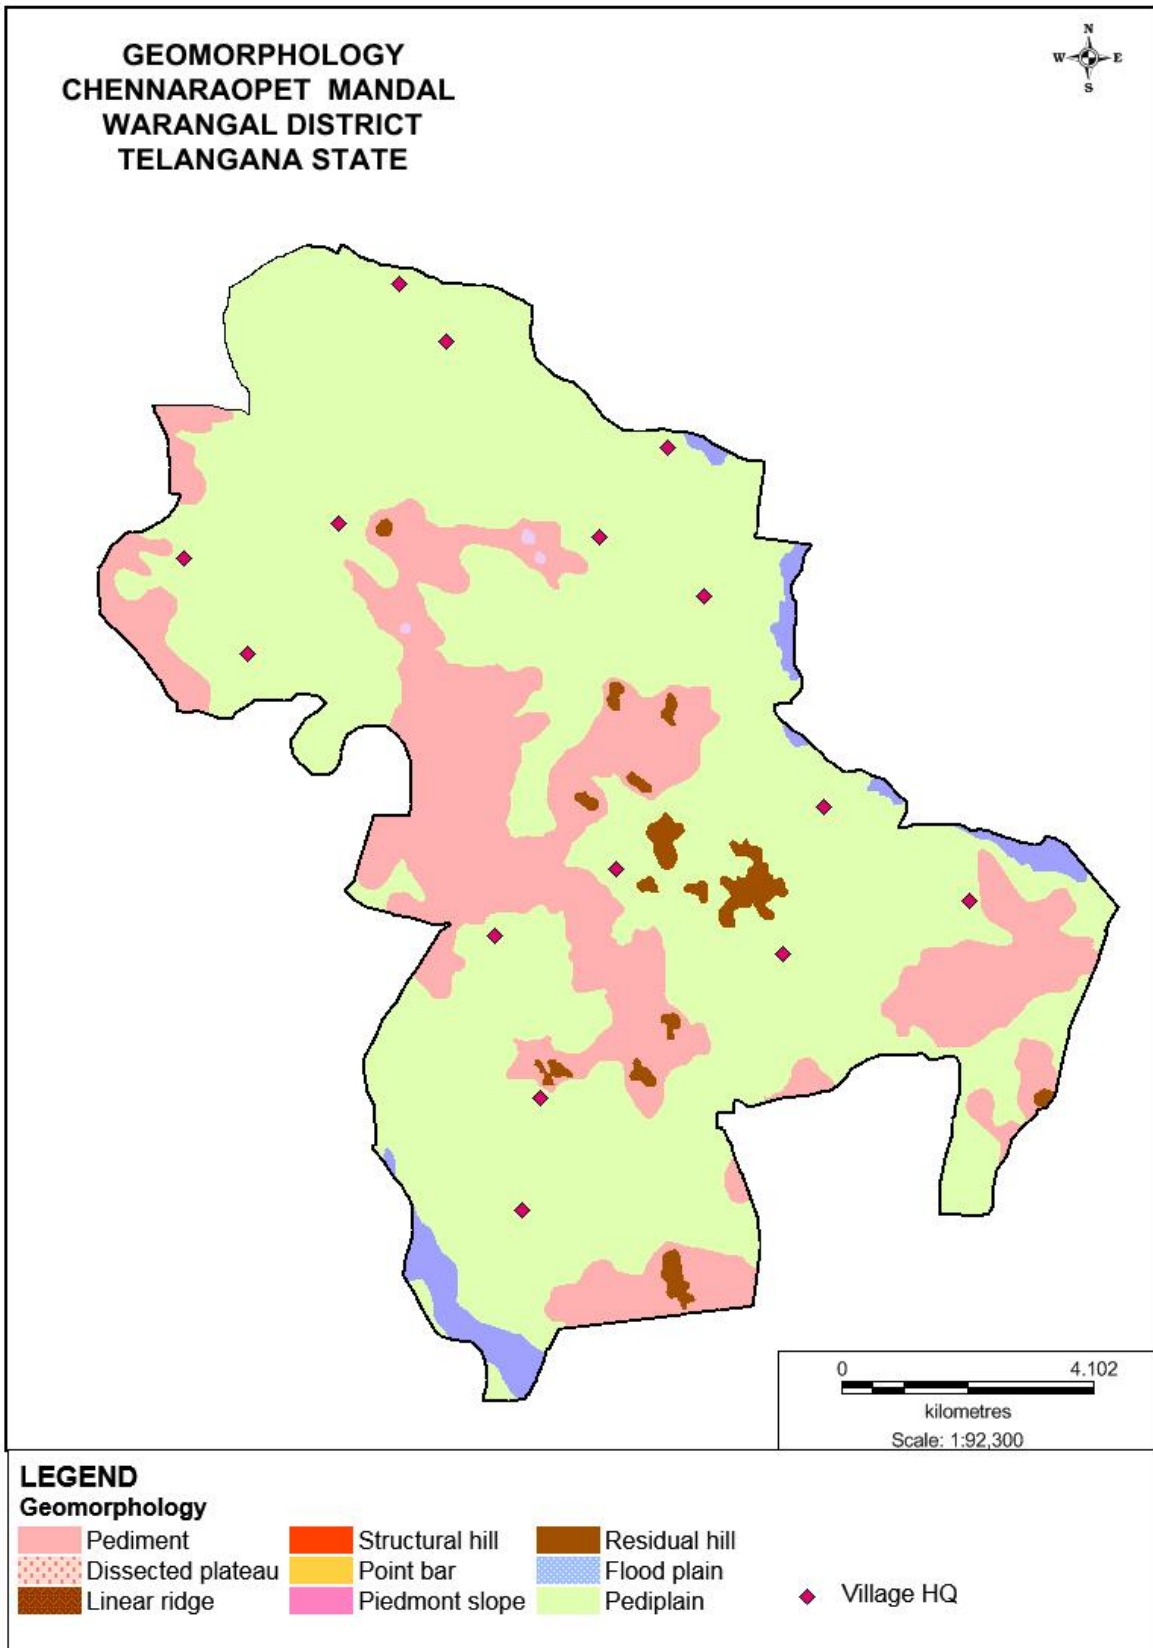 GEOMORPHOLOGY
CHENNARAOPET MANDAL
WARANGAL DISTRICT
TELANGANA STATE
N
W E
S
0 4.102
kilometres
Scale: 1:92,300
LEGEND
Geomorphology
Pediment Structural hill Residual hill
Dissected plateau Point bar Flood plain
Linear ridge Piedmont slope Pediplain
Village HQ